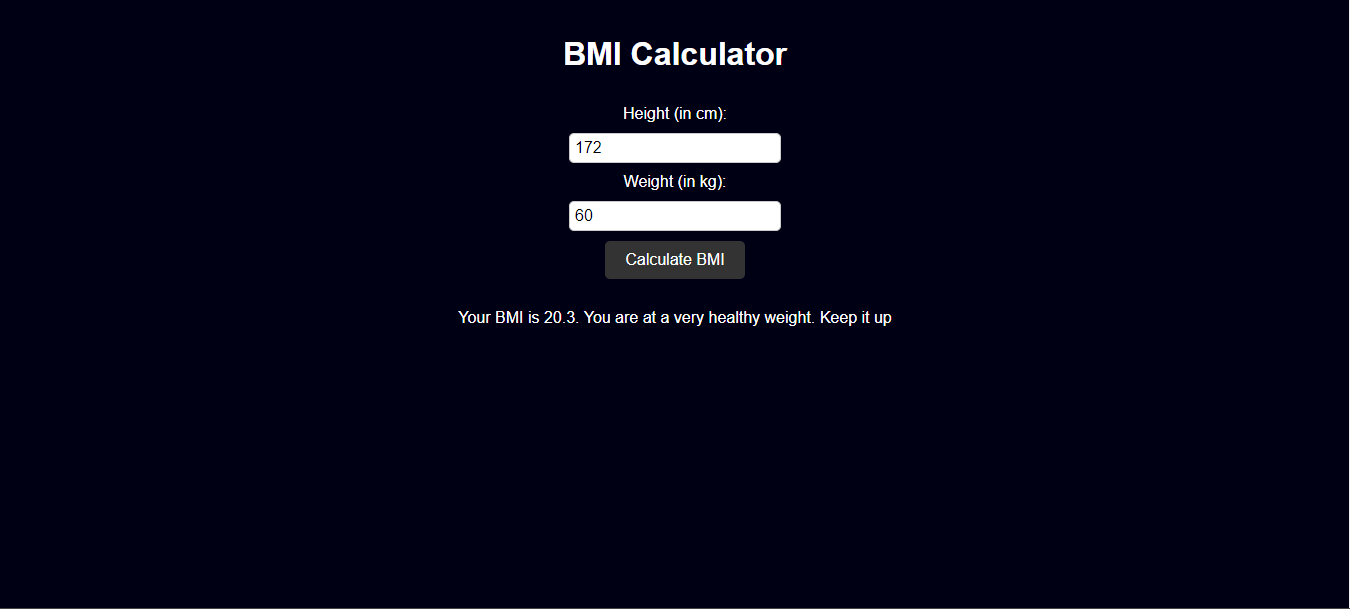 BMI Calculator
Height (in cm):
172
Weight (in kg):
60
Calculate BMI
Your BMI is 20.3. You are at a very healthy weight. Keep it up